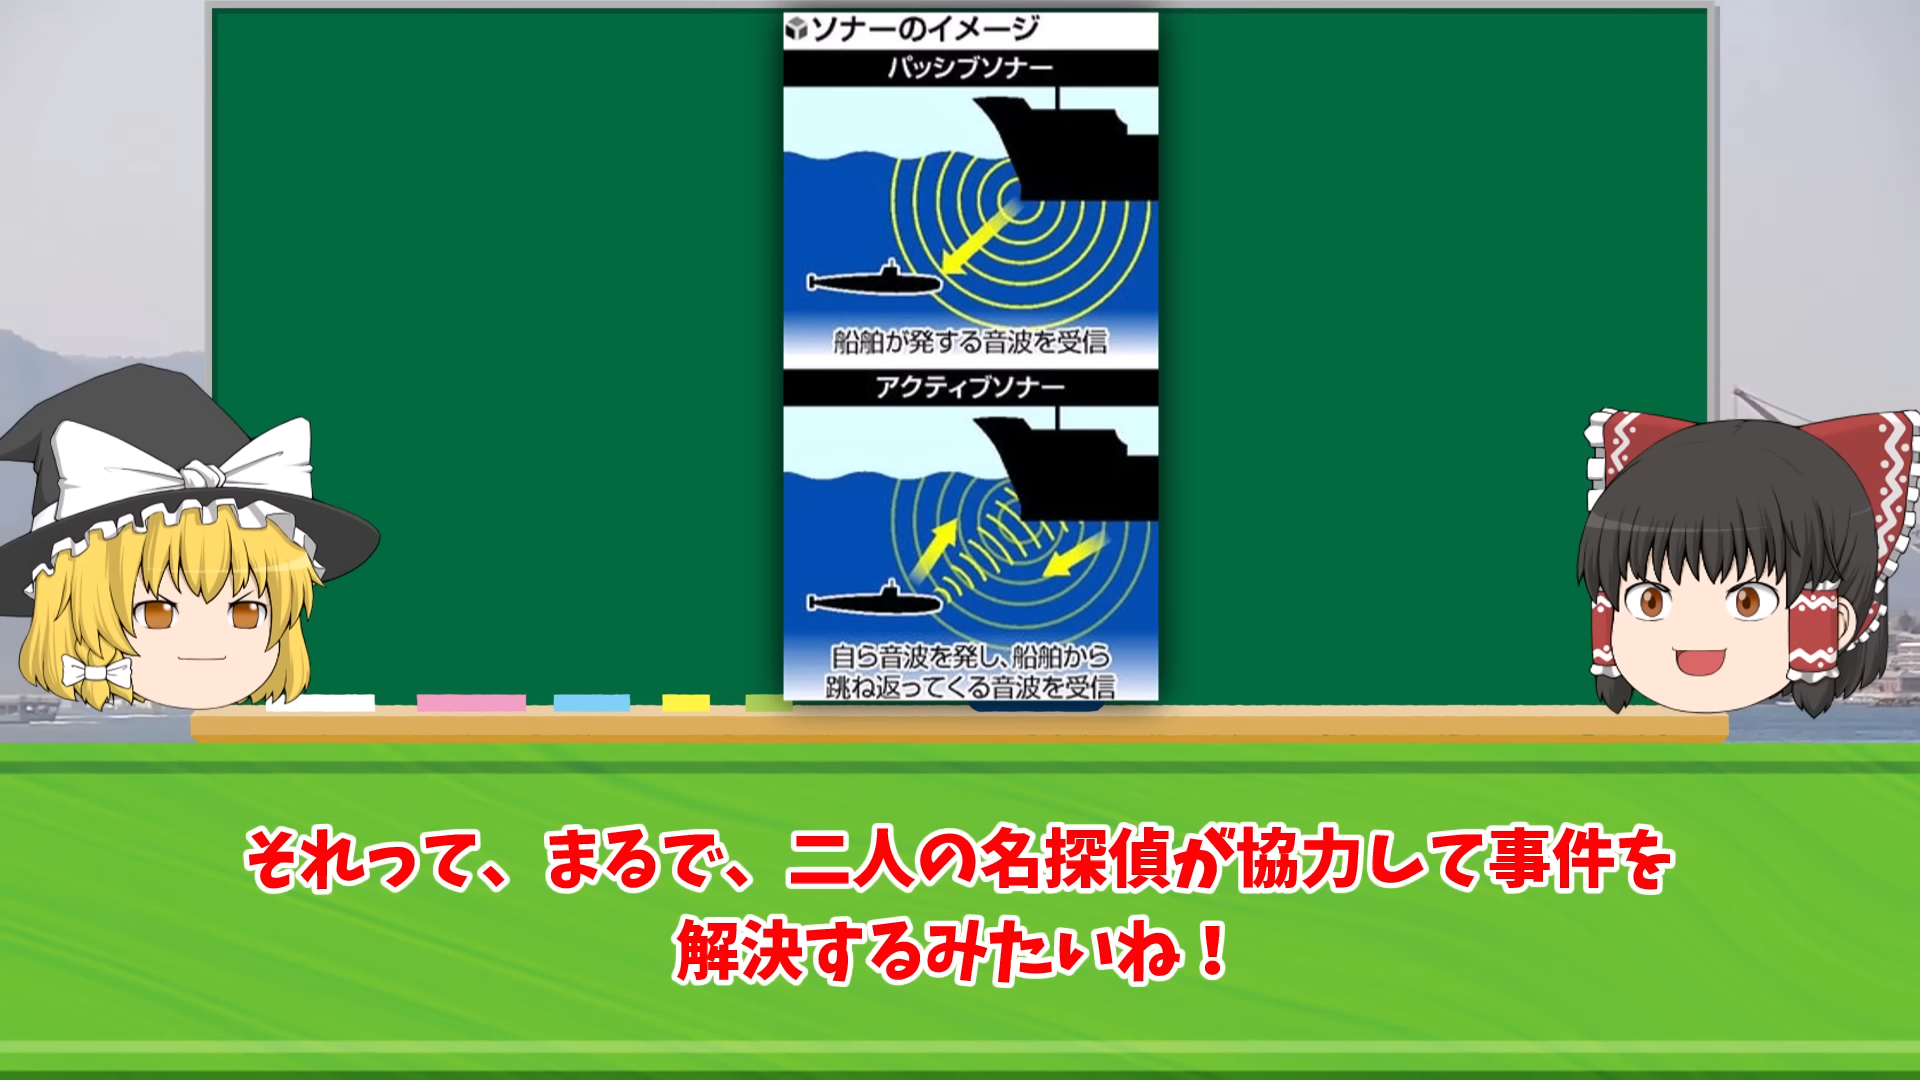 ソナーのイメージ
パッシブソナー
船舶が発する音波を受信
アクティブソナー
自ら音波を発し、船舶から
跳ね返ってくる音波を受信
それって、まるで、二人の名探偵が協力して事件を
解決するみたいね！